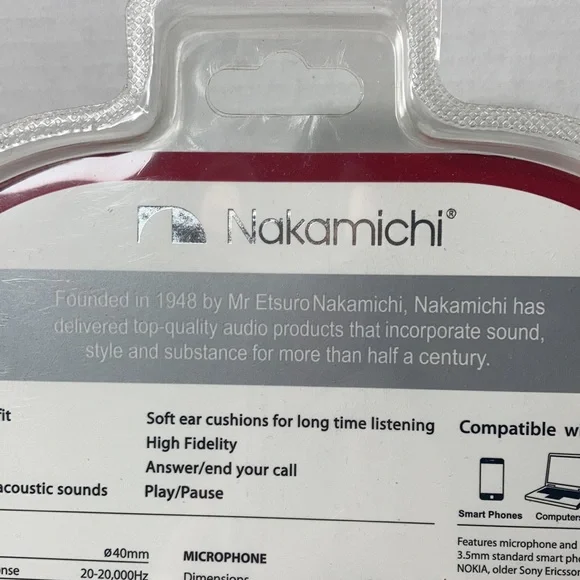 Nakamichi®
Founded in 1948 by Mr Etsuro Nakamichi, Nakamichi has
delivered top-quality audio products that incorporate sound,
style and substance for more than half a century.
fit
acoustic sounds
Soft ear cushions for long time listening
High Fidelity
Answer/end your call
Play/Pause
Compatible w
Smart Phones Computer
Features microphone and
3.5mm standard smart ph
NOKIA, older Sony Ericsson
ø40mm
nse 20-20,000Hz
MICROPHONE
Dimensions